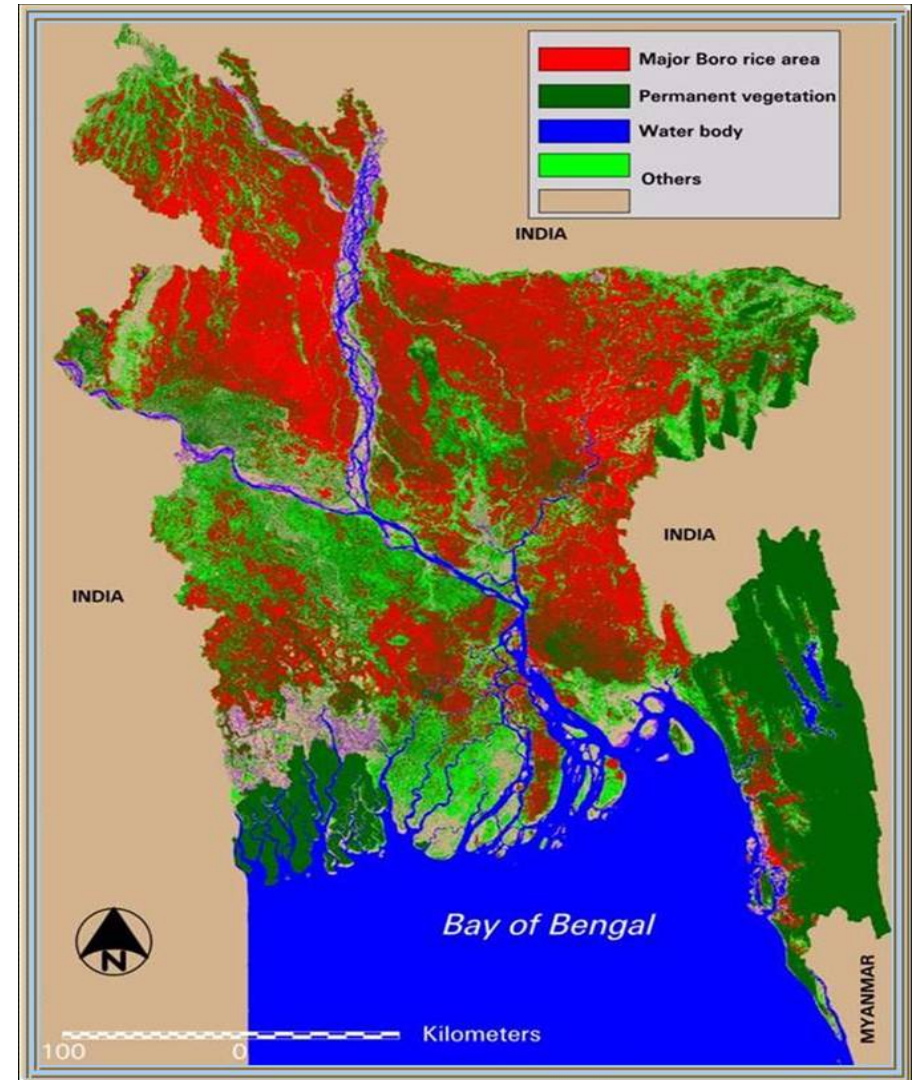 Major Boro rice area
Permanent vegetation
Water body
Others
INDIA
INDIA
INDIA
Bay of Bengal
N
MYANMAR
Kilometers
100 0